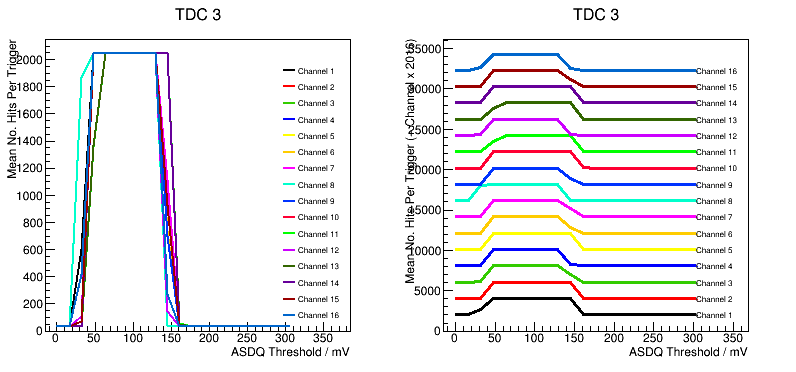 TDC 3
Mean No. Hits Per Trigger
2000
1800
1600
1400
1200
1000
800
600
400
200
0
0 50 100 150 200 250 300 350
ASDQ Threshold / mV
Channel 1
Channel 2
Channel 3
Channel 4
Channel 5
Channel 6
Channel 7
Channel 8
Channel 9
Channel 10
Channel 11
Channel 12
Channel 13
Channel 14
Channel 15
Channel 16
TDC 3
Mean No. Hits Per Trigger (+ Channel x 2016)
35000
30000
25000
20000
15000
10000
5000
0
0 50 100 150 200 250 300 350
ASDQ Threshold / mV
Channel 16
Channel 15
Channel 14
Channel 13
Channel 12
Channel 11
Channel 10
Channel 9
Channel 8
Channel 7
Channel 6
Channel 5
Channel 4
Channel 3
Channel 2
Channel 1